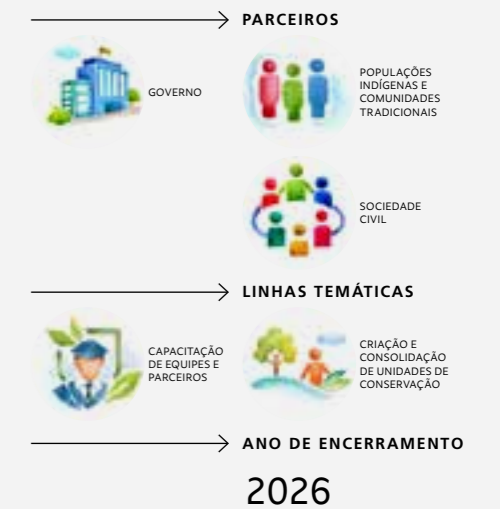 PARCEIROS
GOVERNO
POPULAÇÕES
INDÍGENAS E
COMUNIDADES
TRADICIONAIS
SOCIEDADE
CIVIL
LINHAS TEMÁTICAS
CAPACITAÇÃO
DE EQUIPES E
PARCEIROS
CRIAÇÃO E
CONSOLIDAÇÃO
DE UNIDADES DE
CONSERVAÇÃO
ANO DE ENCERRAMENTO
2026